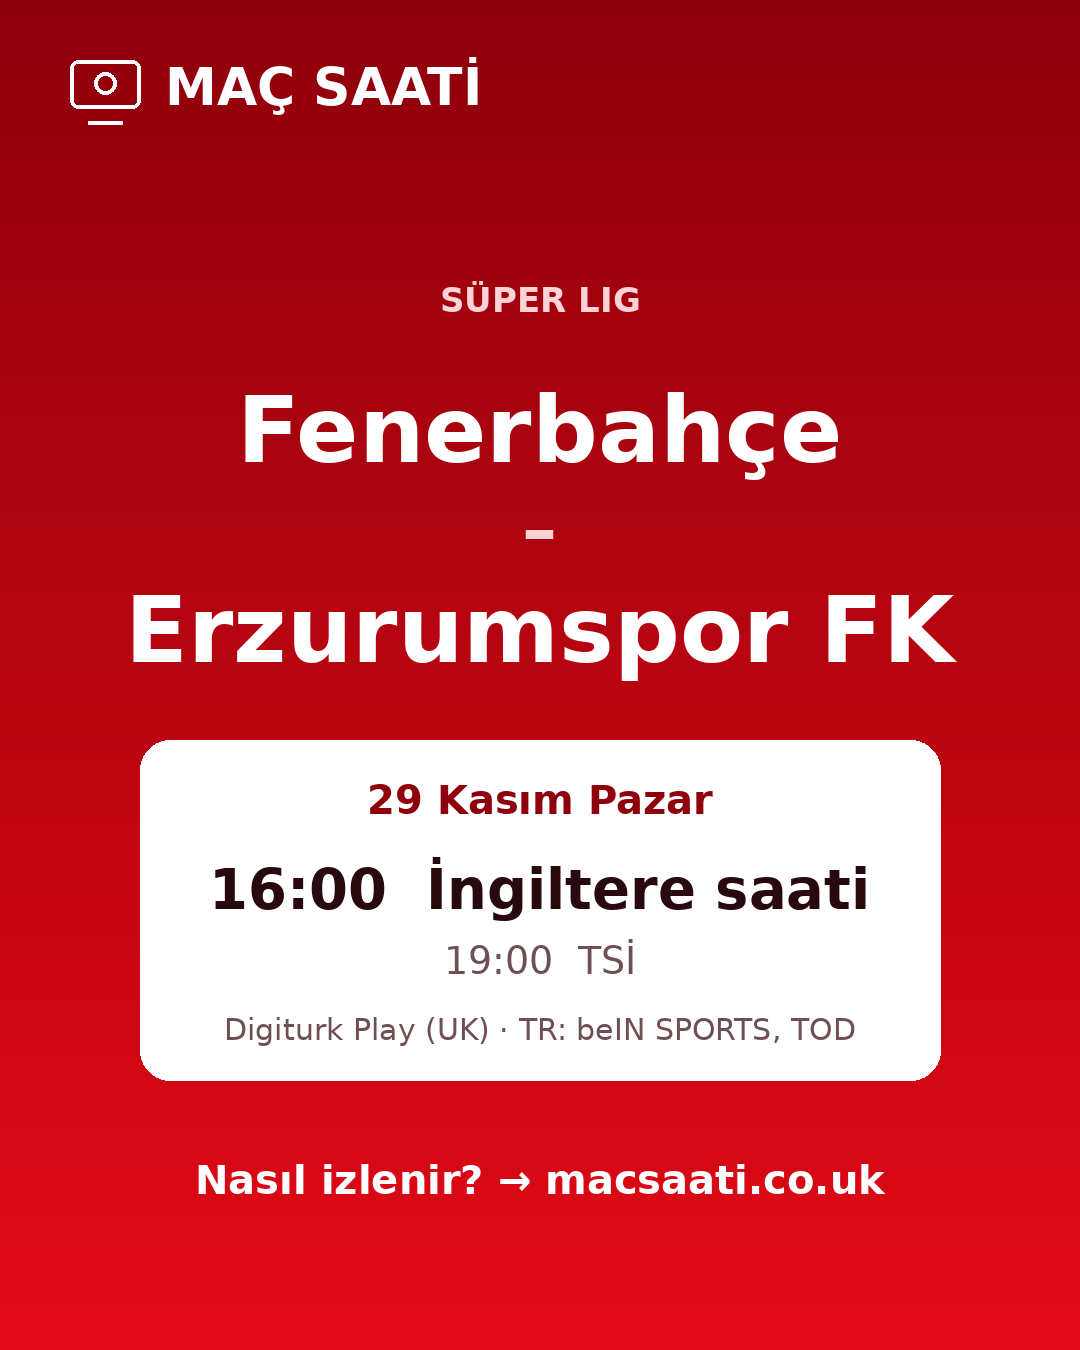 MAÇ SAATİ
SÜPER LIG
Fenerbahçe
–
Erzurumspor FK
29 Kasım Pazar
16:00 İngiltere saati
19:00 TSİ
Digiturk Play (UK) · TR: beIN SPORTS, TOD
Nasıl izlenir? → macsaati.co.uk